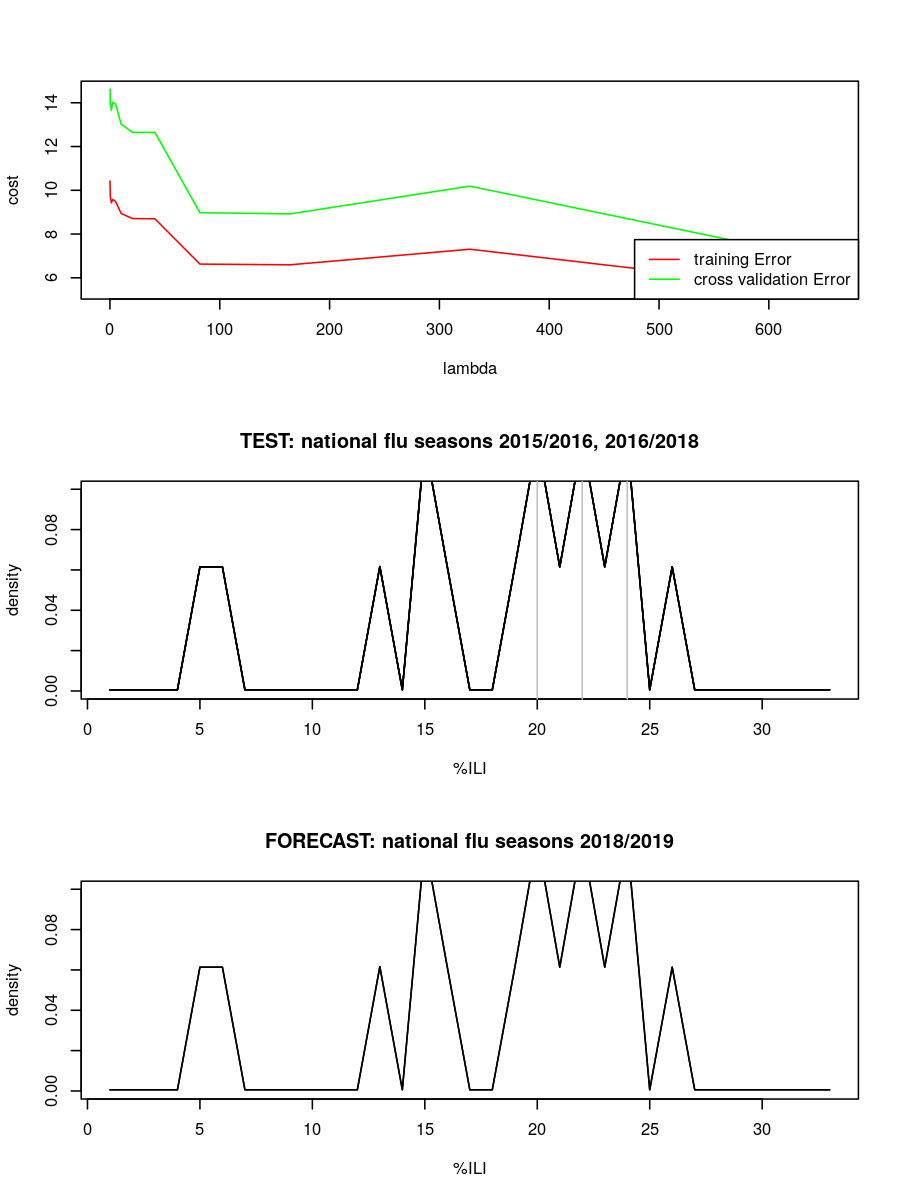 14
12
10
8
6
cost
training Error
cross validation Error
0 100 200 300 400 500 600
lambda
TEST: national flu seasons 2015/2016, 2016/2018
0.08
0.04
0.00
density
0 5 10 15 20 25 30
%ILI
FORECAST: national flu seasons 2018/2019
0.08
0.04
0.00
density
0 5 10 15 20 25 30
%ILI